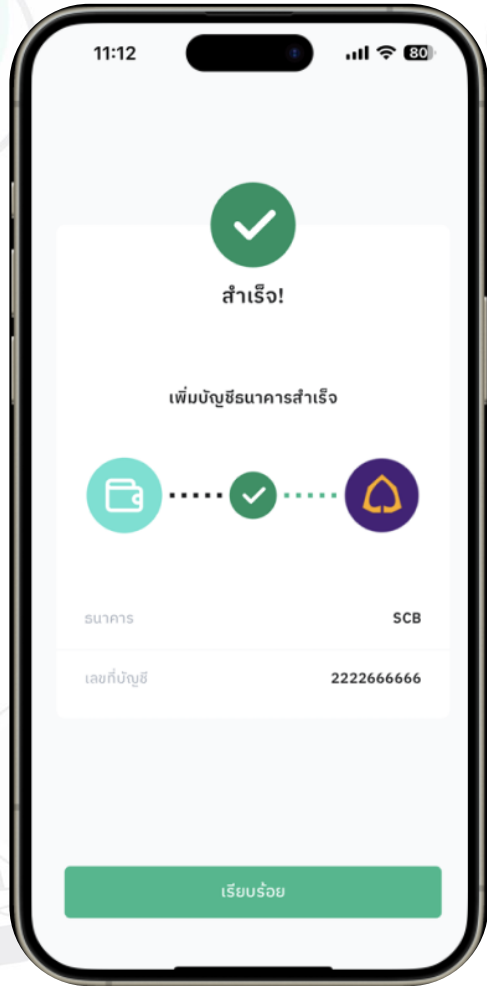 11:12
80
สำเร็จ!
เพิ่มบัญชีธนาคารสำเร็จ
ธนาคาร SCB
เลขที่บัญชี 2222666666
เรียบร้อย